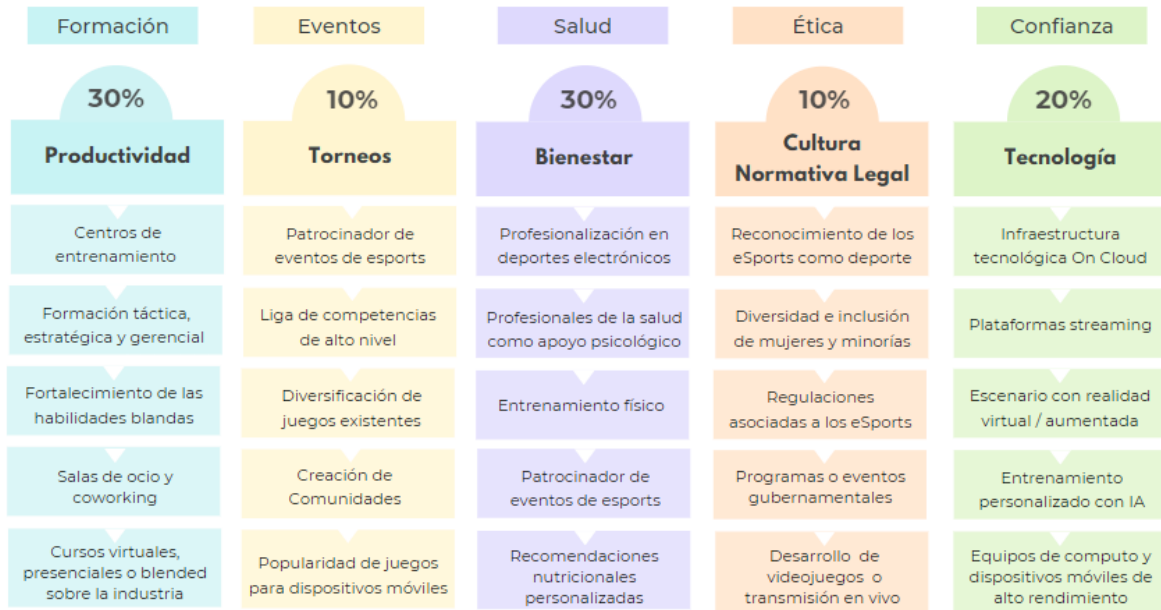 Formación
30%
Productividad
Centros de
entrenamiento
Formación táctica,
estratégica y gerencial
Fortalecimiento de las
habilidades blandas
Salas de ocio y
coworking
Cursos virtuales,
presenciales o blended
sobre la industria
Eventos
10%
Torneos
Patrocinador de
eventos de esports
Liga de competencias
de alto nivel
Diversificación de
juegos existentes
Creación de
Comunidades
Popularidad de juegos
para dispositivos móviles
Salud
30%
Bienestar
Profesionalización en
deportes electrónicos
Profesionales de la salud
como apoyo psicológico
Entrenamiento físico
Patrocinador de
eventos de esports
Recomendaciones
nutricionales
personalizadas
Ética
10%
Cultura
Normativa Legal
Reconocimiento de los
eSports como deporte
Diversidad e inclusión
de mujeres y minorías
Regulaciones
asociadas a los eSports
Programas o eventos
gubernamentales
Desarrollo de
videojuegos o
transmisión en vivo
Confianza
20%
Tecnología
Infraestructura
tecnológica On Cloud
Plataformas streaming
Escenario con realidad
virtual / aumentada
Entrenamiento
personalizado con IA
Equipos de computo y
dispositivos móviles de
alto rendimiento